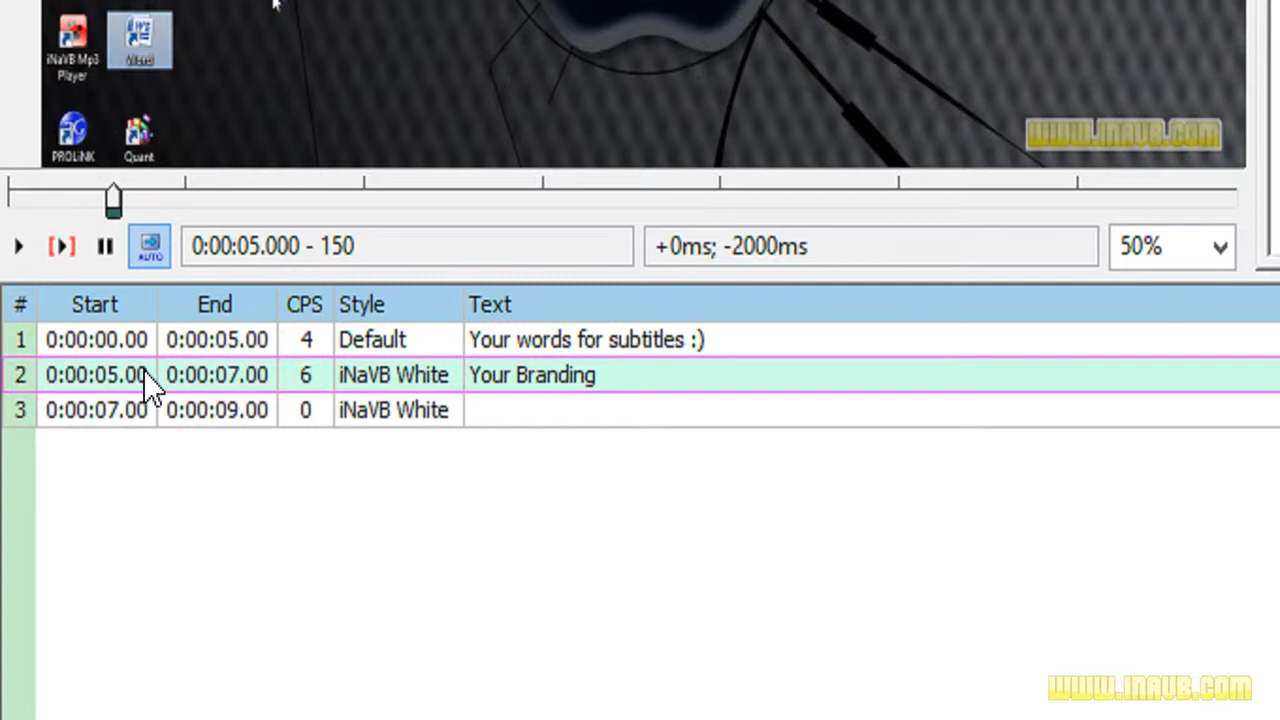 iNaVB Mp3
Player
Word
PROLiNK
Quant
www.inavb.com
AUTO
0:00:05.000 - 150
+0ms; -2000ms
50%
# Start End CPS Style Text
1 0:00:00.00 0:00:05.00 4 Default Your words for subtitles :)
2 0:00:05.00 0:00:07.00 6 iNaVB White Your Branding
3 0:00:07.00 0:00:09.00 0 iNaVB White
www.inavb.com